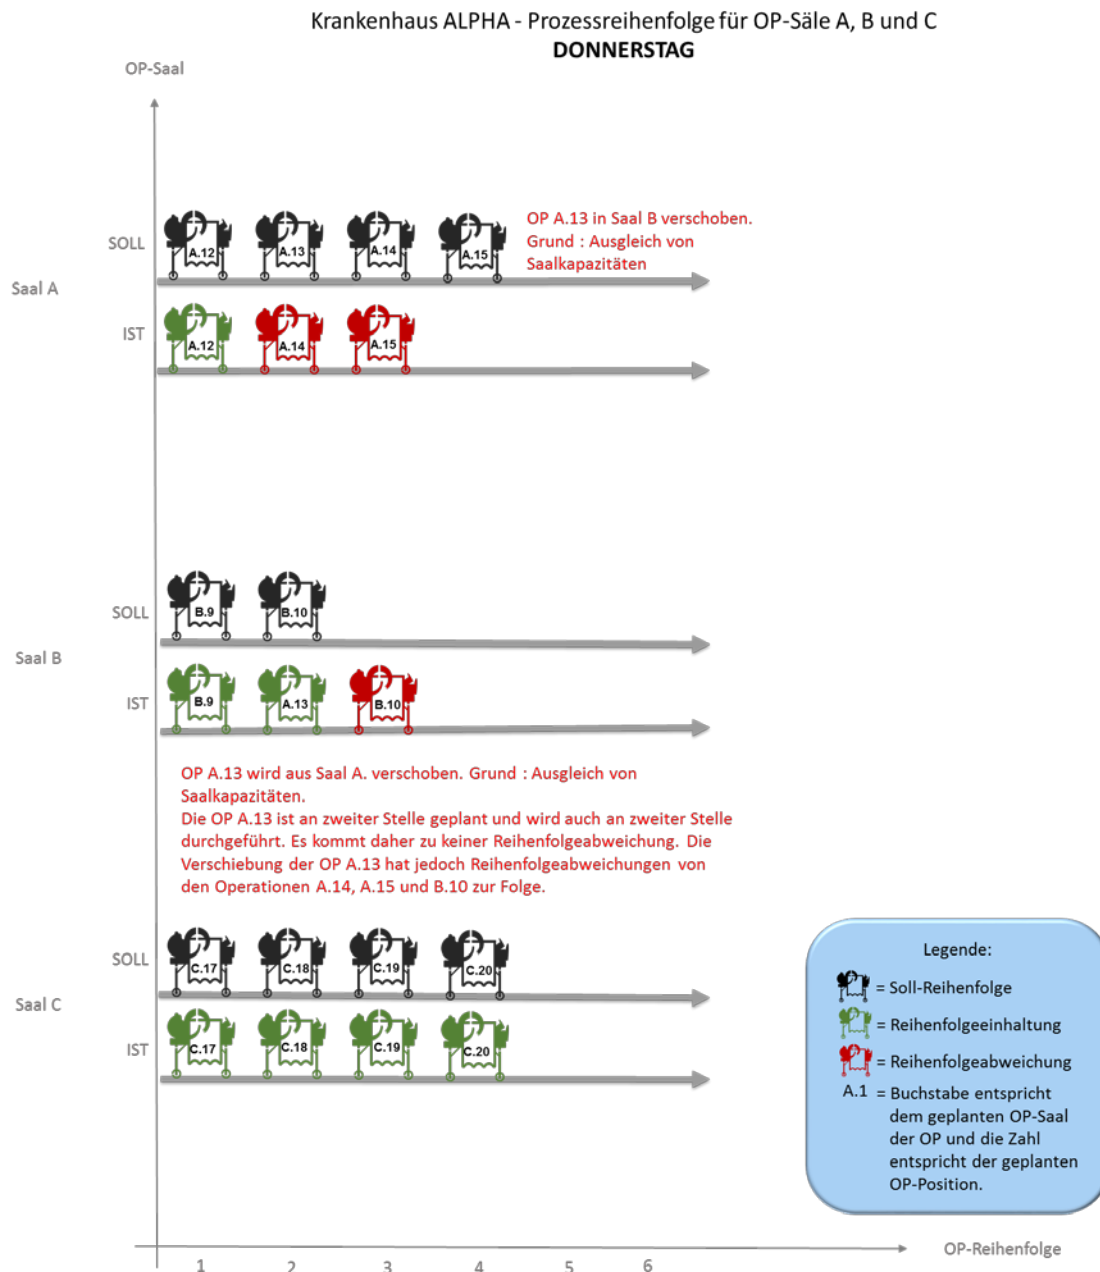 Krankenhaus ALPHA - Prozessreihenfolge für OP-Säle A, B und C
DONNERSTAG
OP-Saal
Saal A
SOLL
A.12 A.13 A.14 A.15
OP A.13 in Saal B verschoben.
Grund : Ausgleich von
Saalkapazitäten
IST
A.12 A.14 A.15
Saal B
SOLL
B.9 B.10
IST
B.9 A.13 B.10
OP A.13 wird aus Saal A. verschoben. Grund : Ausgleich von
Saalkapazitäten.
Die OP A.13 ist an zweiter Stelle geplant und wird auch an zweiter Stelle
durchgeführt. Es kommt daher zu keiner Reihenfolgeabweichung. Die
Verschiebung der OP A.13 hat jedoch Reihenfolgeabweichungen von
den Operationen A.14, A.15 und B.10 zur Folge.
Saal C
SOLL
C.17 C.18 C.19 C.20
IST
C.17 C.18 C.19 C.20
Legende:
= Soll-Reihenfolge
= Reihenfolgeeinhaltung
= Reihenfolgeabweichung
A.1 = Buchstabe entspricht
dem geplanten OP-Saal
der OP und die Zahl
entspricht der geplanten
OP-Position.
1 2 3 4 5 6
OP-Reihenfolge